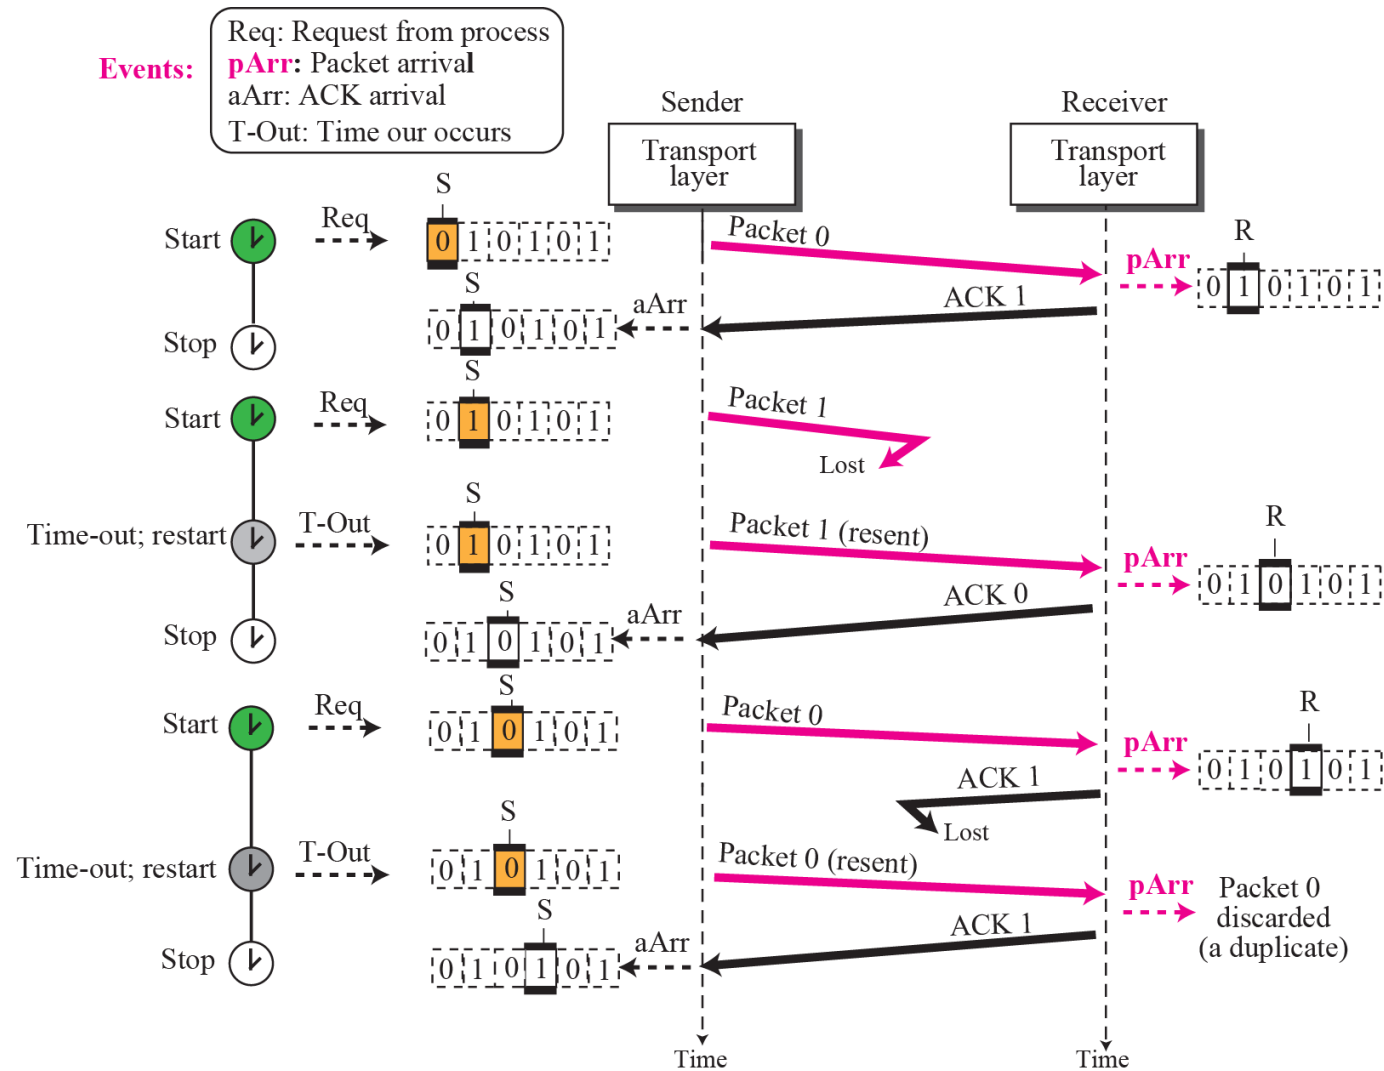 Events:
Req: Request from process
pArr: Packet arrival
aArr: ACK arrival
T-Out: Time our occurs
Sender
Receiver
Transport
layer
Transport
layer
S
Start
Req
0 1 0 1 0 1
Packet 0
pArr
R
0 1 0 1 0 1
S
Stop
0 1 0 1 0 1
aArr
ACK 1
S
Start
Req
0 1 0 1 0 1
Packet 1
Lost
S
Time-out; restart
T-Out
0 1 0 1 0 1
Packet 1 (resent)
pArr
R
0 1 0 1 0 1
S
Stop
0 1 0 1 0 1
aArr
ACK 0
S
Start
Req
0 1 0 1 0 1
Packet 0
pArr
R
0 1 0 1 0 1
ACK 1
Lost
S
Time-out; restart
T-Out
0 1 0 1 0 1
Packet 0 (resent)
pArr
Packet 0
discarded
(a duplicate)
S
Stop
0 1 0 1 0 1
aArr
ACK 1
Time
Time